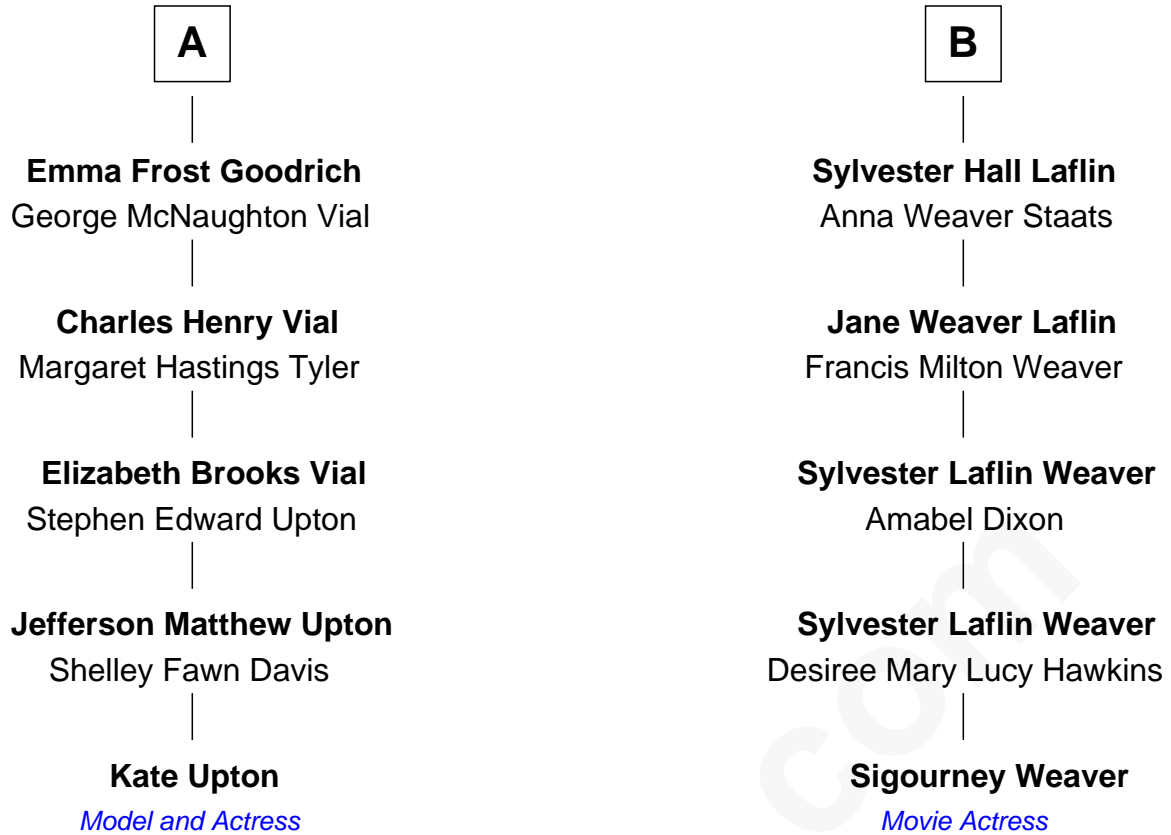 A
B
Emma Frost Goodrich
George McNaughton Vial
Sylvester Hall Laflin
Anna Weaver Staats
Charles Henry Vial
Margaret Hastings Tyler
Jane Weaver Laflin
Francis Milton Weaver
Elizabeth Brooks Vial
Stephen Edward Upton
Sylvester Laflin Weaver
Amabel Dixon
Jefferson Matthew Upton
Shelley Fawn Davis
Sylvester Laflin Weaver
Desiree Mary Lucy Hawkins
Kate Upton
Model and Actress
Sigourney Weaver
Movie Actress
com